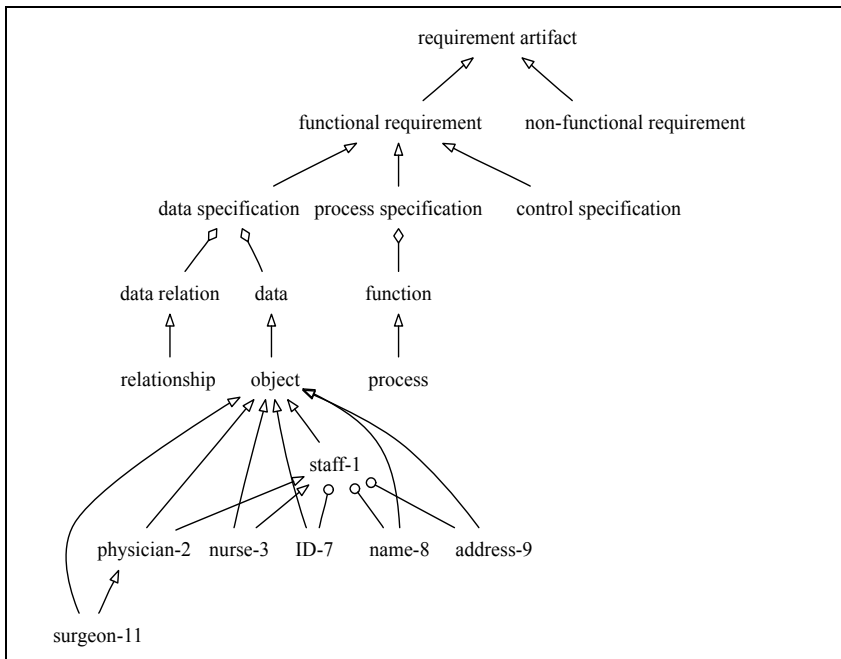 requirement artifact
functional requirement non-functional requirement
data specification process specification control specification
data relation data function
relationship object process
staff-1
physician-2 nurse-3 ID-7 name-8 address-9
surgeon-11